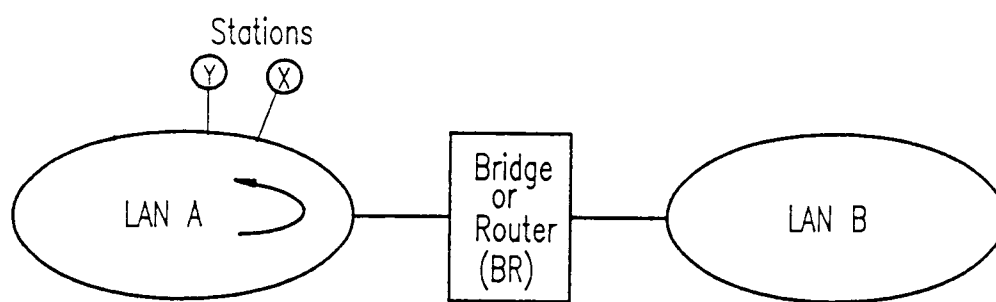 Stations
Y X
LAN A
Bridge
or
Router
(BR)
LAN B